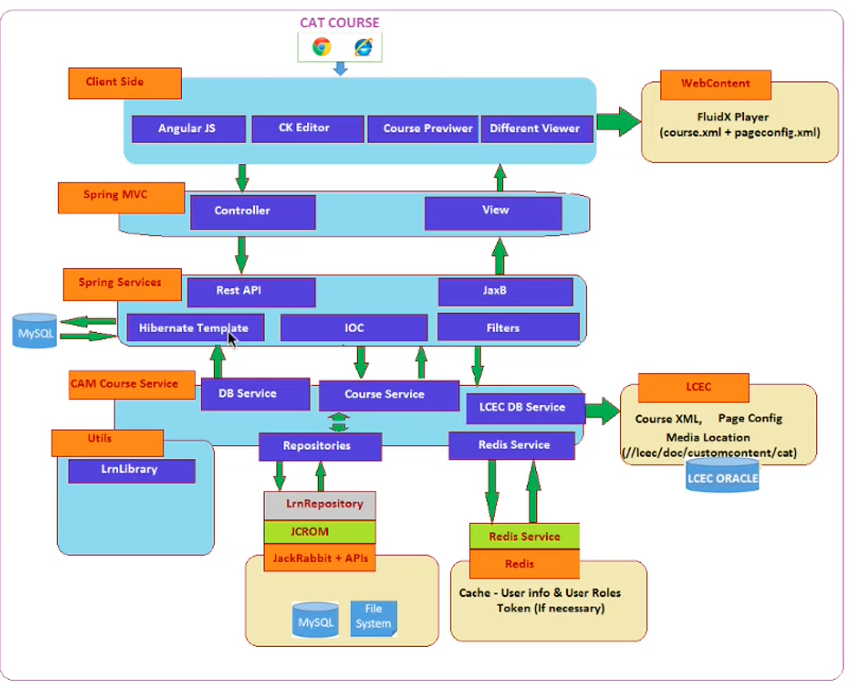 CAT COURSE
Client Side
WebContent
Angular JS
CK Editor
Course Previwer
Different Viewer
FluidX Player
(course.xml + pageconfig.xml)
Spring MVC
Controller
View
Spring Services
Rest API
JaxB
MySQL
Hibernate Template
IOC
Filters
CAM Course Service
DB Service
Course Service
LCEC DB Service
LCEC
Course XML, Page Config
Media Location
(//lcec/doc/customcontent/cat)
LCEC ORACLE
Utils
LrnLibrary
Repositories
Redis Service
LrnRepository
JCROM
JackRabbit + APIs
MySQL
File
System
Redis Service
Redis
Cache - User info & User Roles
Token (If necessary)